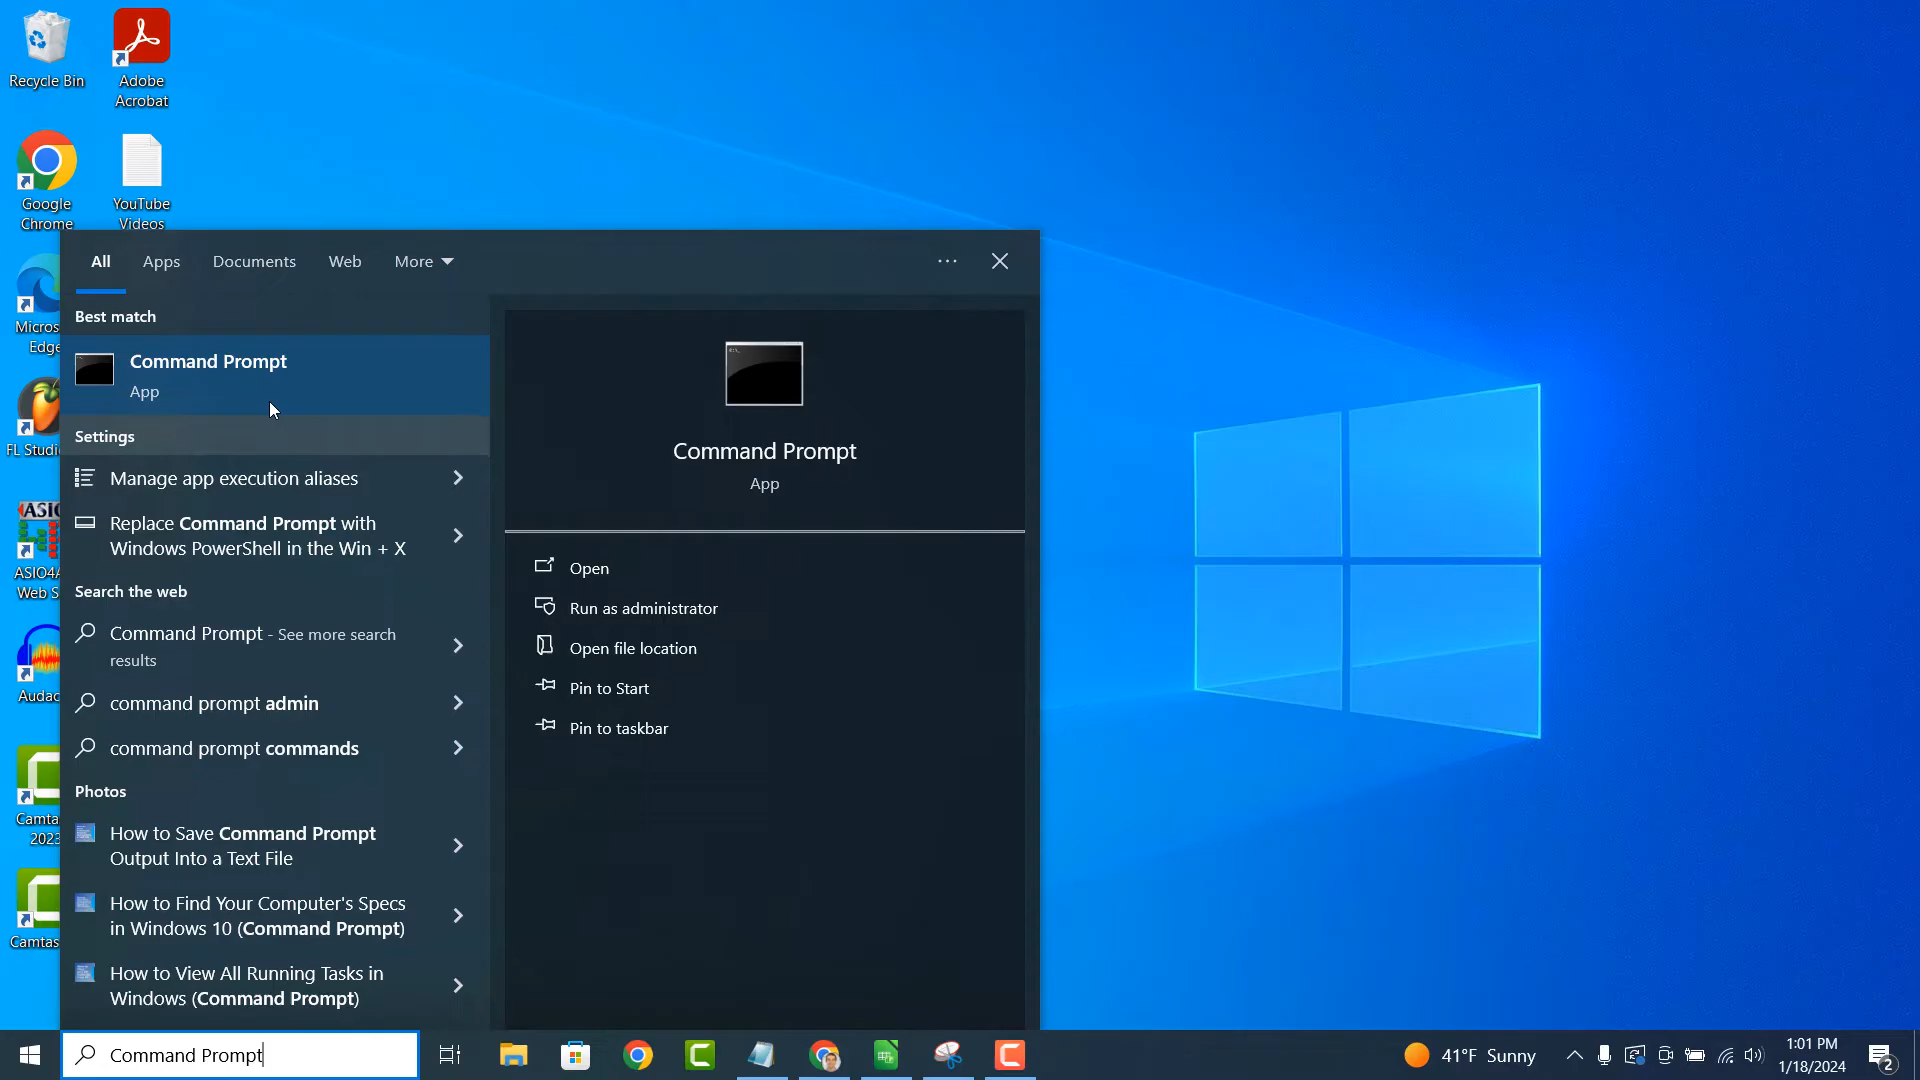 Recycle Bin
Adobe
Acrobat
Google
Chrome
YouTube
Videos
Micros
Edge
FL Studi
ASIO4A
Web S
Audac
Camta
2023
Camtas
All
Apps
Documents
Web
More
Best match
Command Prompt
App
Settings
Manage app execution aliases
Replace Command Prompt with
Windows PowerShell in the Win + X
Search the web
Command Prompt - See more search
results
command prompt admin
command prompt commands
Photos
How to Save Command Prompt
Output Into a Text File
How to Find Your Computer's Specs
in Windows 10 (Command Prompt)
How to View All Running Tasks in
Windows (Command Prompt)
Command Prompt
App
Open
Run as administrator
Open file location
Pin to Start
Pin to taskbar
Command Prompt
41°F Sunny
1:01 PM
1/18/2024
2